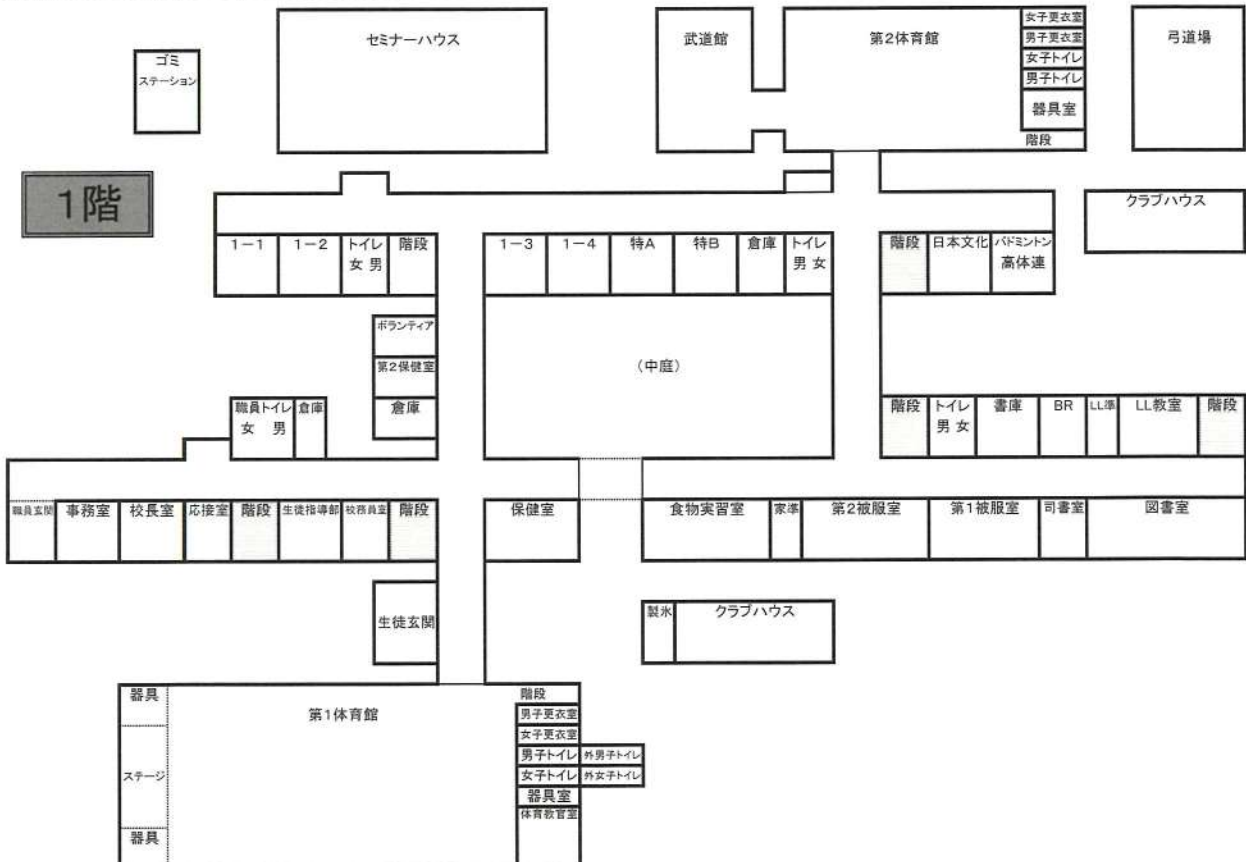 セミナーハウス
武道館
第2体育館
女子更衣室
男子更衣室
女子トイレ
男子トイレ
器具室
階段
弓道場
ゴミ
ステーション
1階
クラブハウス
1－1
1－2
トイレ
女 男
階段
1－3
1－4
特A
特B
倉庫
トイレ
男 女
階段
日本文化
バドミントン
高体連
ボランティア
第2保健室
倉庫
(中庭)
職員トイレ
女 男
倉庫
階段
トイレ
男 女
書庫
BR
LL準
LL教室
階段
職員玄関
事務室
校長室
応接室
階段
生徒指導部
校務員室
階段
保健室
食物実習室
家準
第2被服室
第1被服室
司書室
図書室
生徒玄関
製氷
クラブハウス
器具
ステージ
器具
第1体育館
階段
男子更衣室
女子更衣室
男子トイレ
外男子トイレ
女子トイレ
外女子トイレ
器具室
体育教官室